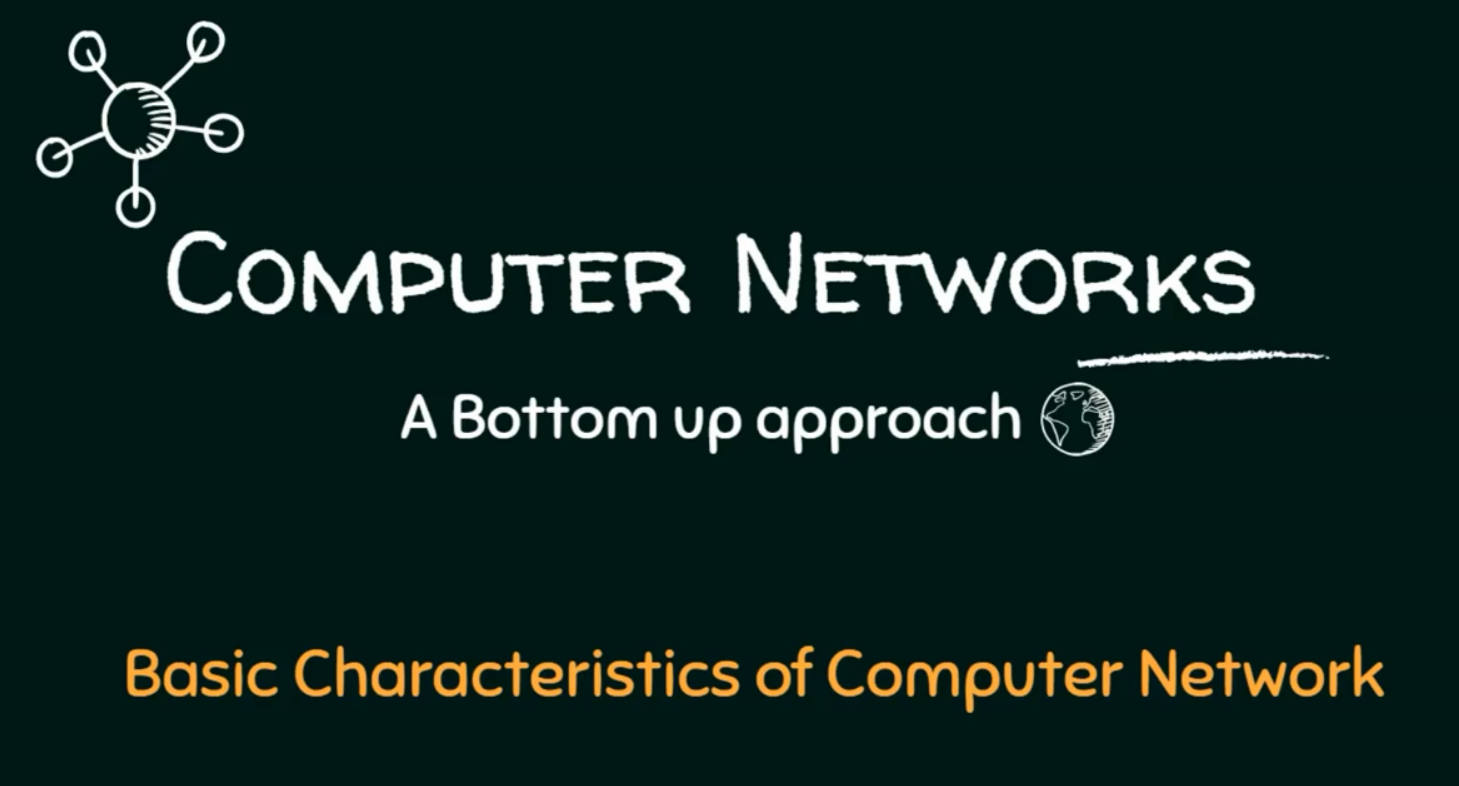 Computer Networks
A Bottom up approach
Basic Characteristics of Computer Network